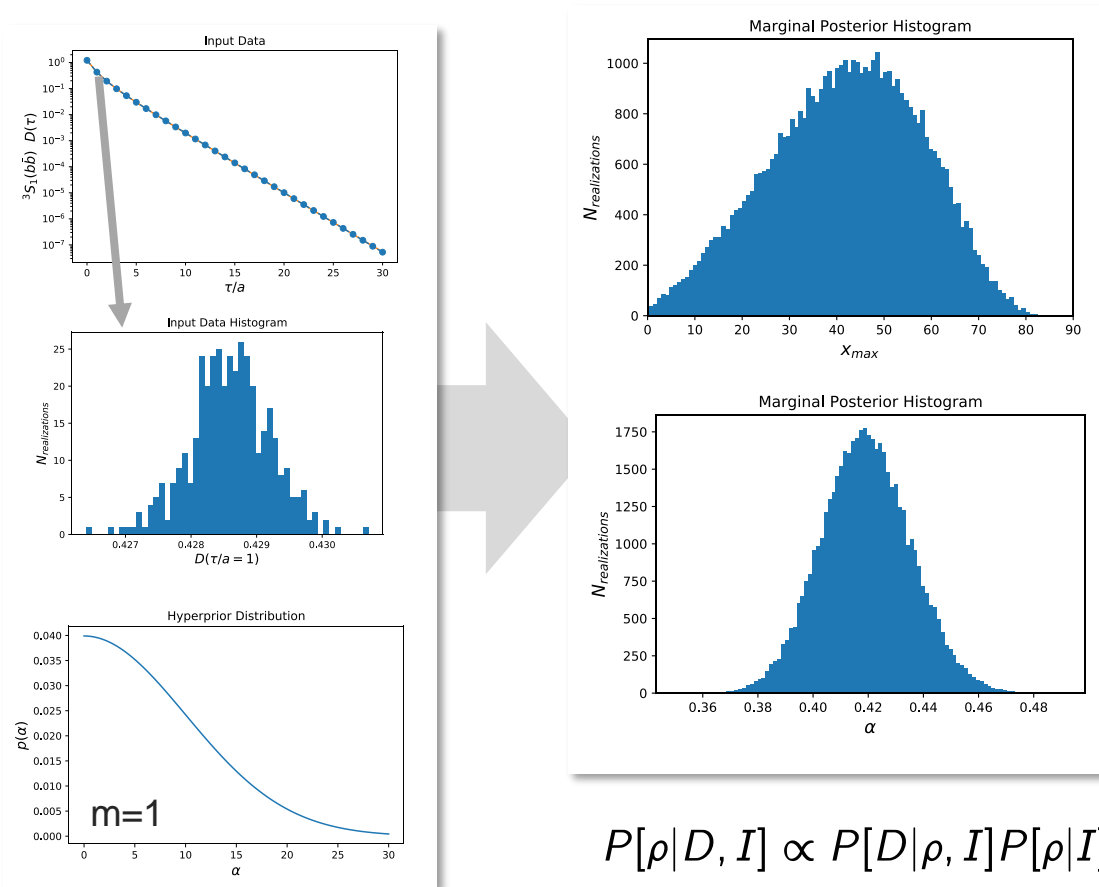 Input Data
10⁰
10⁻¹
10⁻²
10⁻³
10⁻⁴
10⁻⁵
10⁻⁶
10⁻⁷
³S₁(bb̄) D(τ)
0 5 10 15 20 25 30
τ/a
Input Data Histogram
25
20
15
10
5
0
N_realizations
0.427 0.428 0.429 0.430
D(τ/a = 1)
Hyperprior Distribution
0.040
0.035
0.030
0.025
0.020
0.015
0.010
0.005
0.000
p(α)
m=1
0 5 10 15 20 25 30
α
Marginal Posterior Histogram
1000
800
600
400
200
0
N_realizations
0 10 20 30 40 50 60 70 80 90
x_max
Marginal Posterior Histogram
1750
1500
1250
1000
750
500
250
0
N_realizations
0.36 0.38 0.40 0.42 0.44 0.46 0.48
α
P[ρ|D, I] ∝ P[D|ρ, I]P[ρ|I]